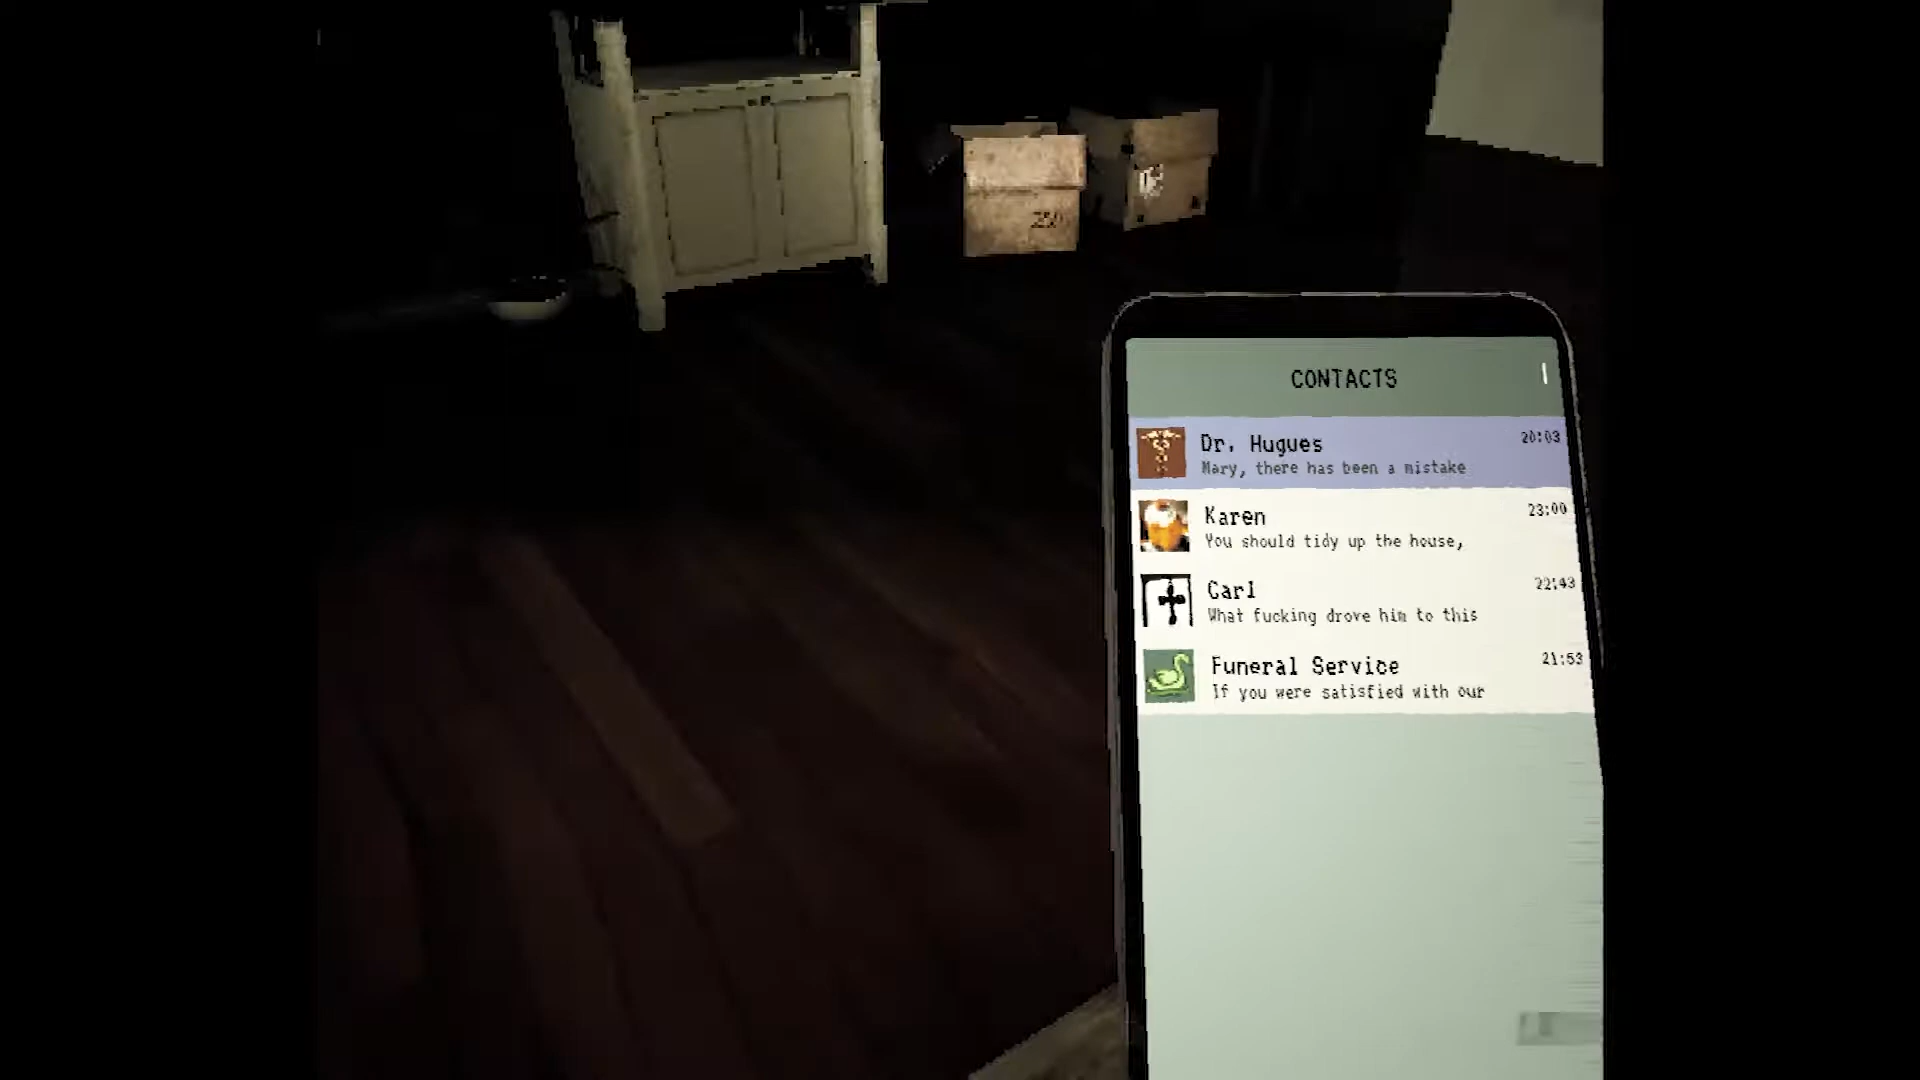 250
CONTACTS
Dr. Hugues
20:03
Mary, there has been a mistake
Karen
23:00
You should tidy up the house,
Carl
22:43
What fucking drove him to this
Funeral Service
21:53
If you were satisfied with our